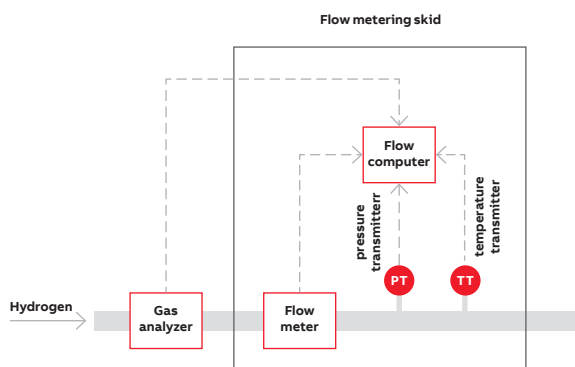 Flow metering skid
Flow
computer
pressure
transmitterr
temperature
transmitter
PT
TT
Hydrogen
Gas
analyzer
Flow
meter